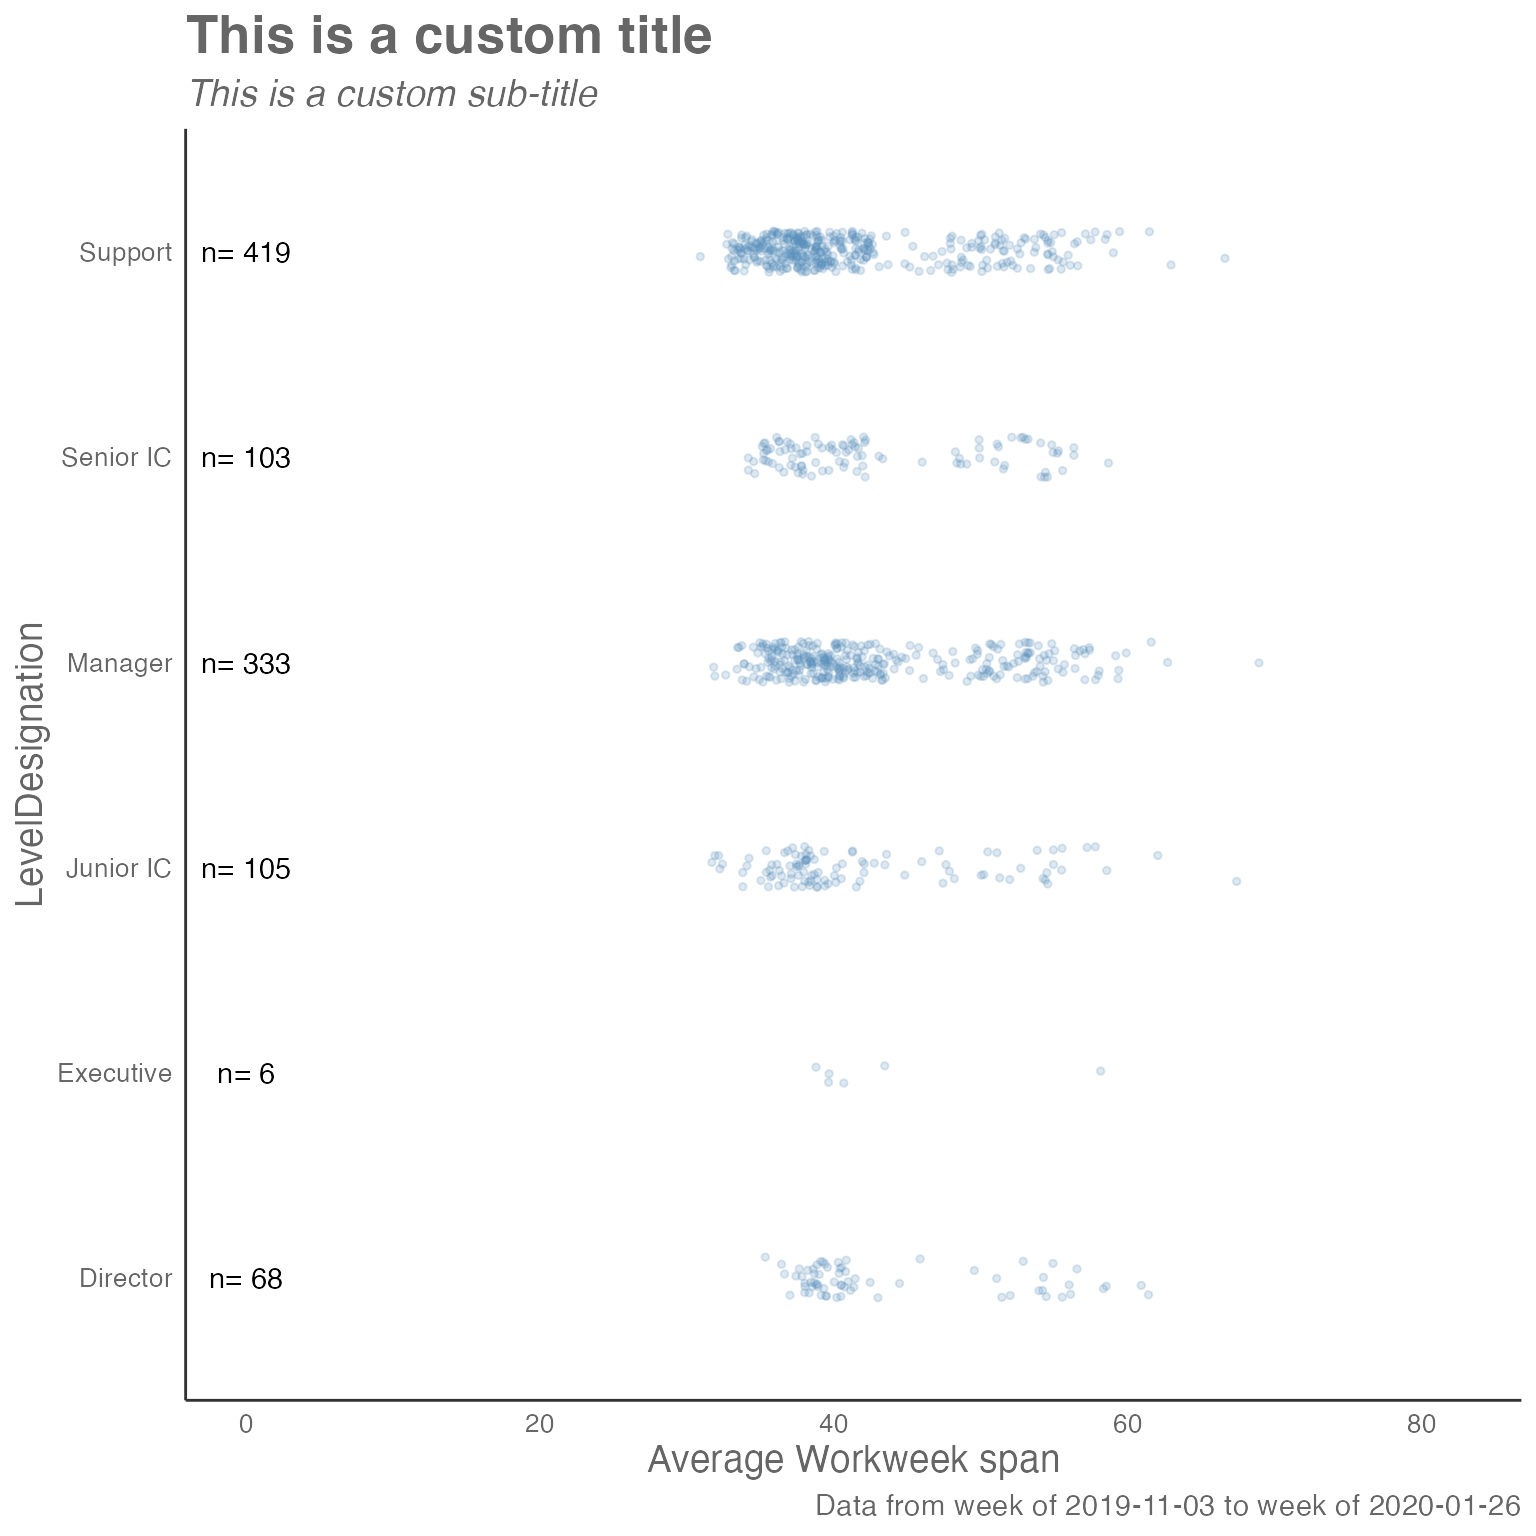 This is a custom title
This is a custom sub-title
LevelDesignation
Support n= 419
Senior IC n= 103
Manager n= 333
Junior IC n= 105
Executive n= 6
Director n= 68
0 20 40 60 80
Average Workweek span
Data from week of 2019-11-03 to week of 2020-01-26